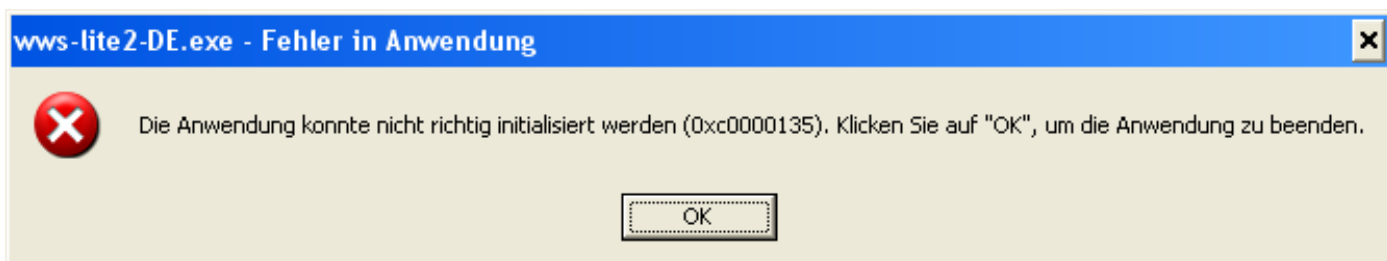 wws-lite2-DE.exe - Fehler in Anwendung
Die Anwendung konnte nicht richtig initialisiert werden (0xc0000135). Klicken Sie auf "OK", um die Anwendung zu beenden.
OK